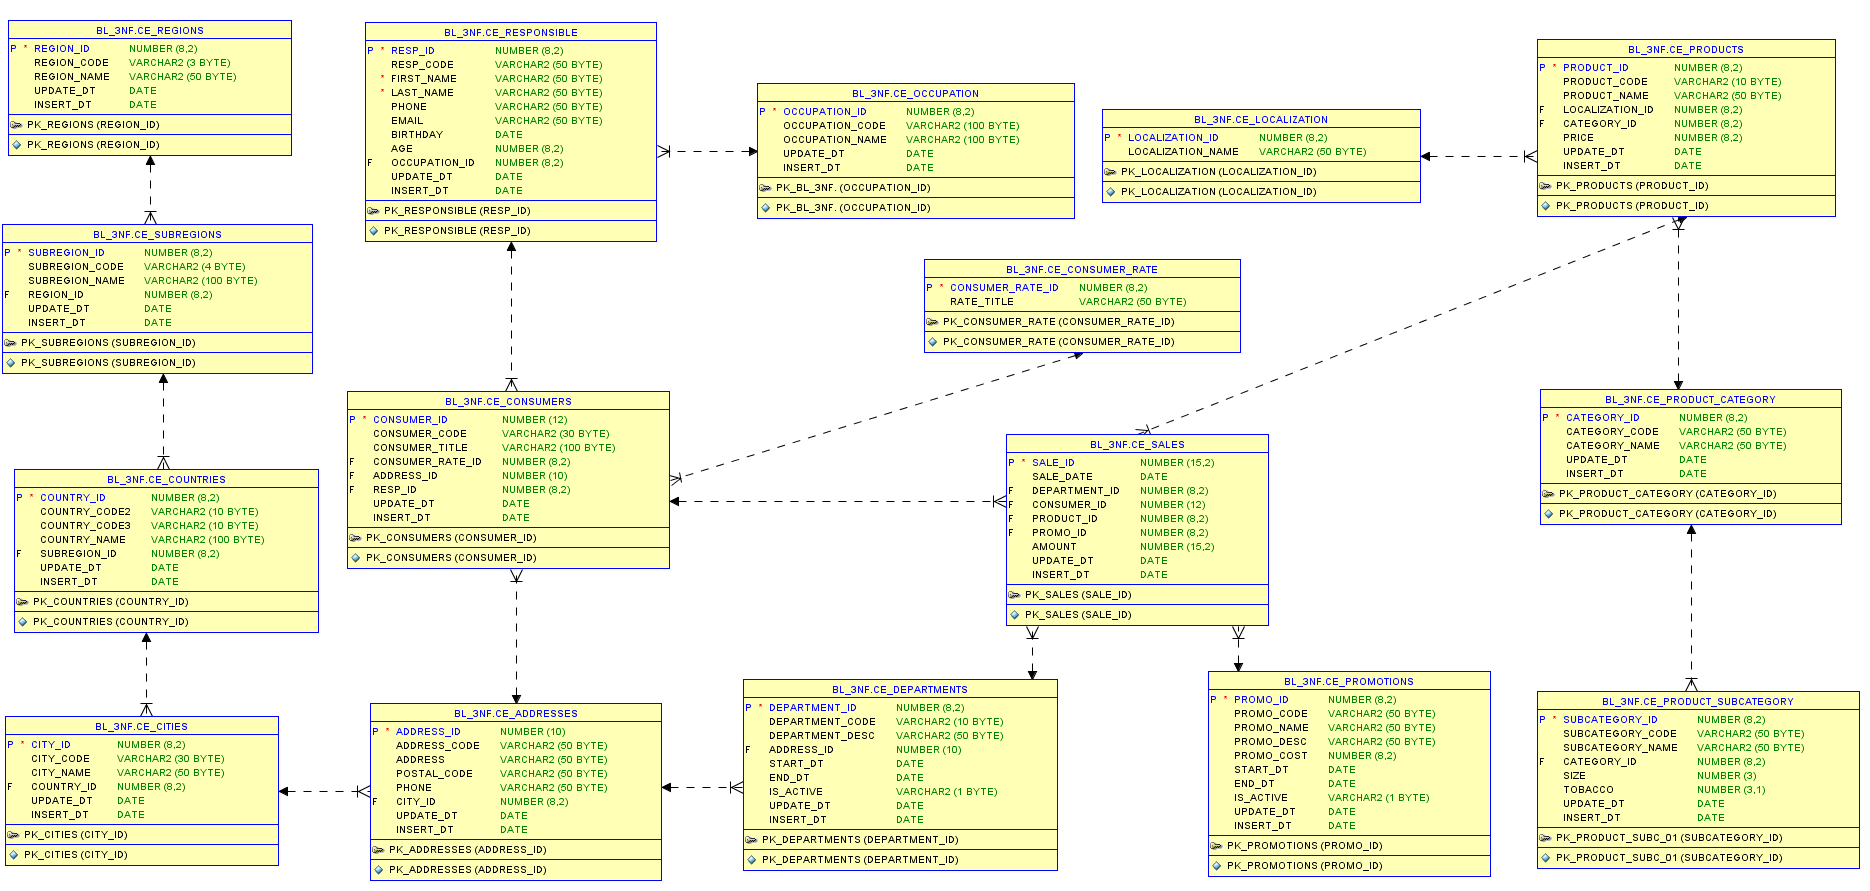 BL_3NF.CE_REGIONS
P * REGION_ID NUMBER (8,2)
REGION_CODE VARCHAR2 (3 BYTE)
REGION_NAME VARCHAR2 (50 BYTE)
UPDATE_DT DATE
INSERT_DT DATE
PK_REGIONS (REGION_ID)
PK_REGIONS (REGION_ID)
BL_3NF.CE_SUBREGIONS
P * SUBREGION_ID NUMBER (8,2)
SUBREGION_CODE VARCHAR2 (4 BYTE)
SUBREGION_NAME VARCHAR2 (100 BYTE)
F REGION_ID NUMBER (8,2)
UPDATE_DT DATE
INSERT_DT DATE
PK_SUBREGIONS (SUBREGION_ID)
PK_SUBREGIONS (SUBREGION_ID)
BL_3NF.CE_COUNTRIES
P * COUNTRY_ID NUMBER (8,2)
COUNTRY_CODE2 VARCHAR2 (10 BYTE)
COUNTRY_CODE3 VARCHAR2 (10 BYTE)
COUNTRY_NAME VARCHAR2 (100 BYTE)
F SUBREGION_ID NUMBER (8,2)
UPDATE_DT DATE
INSERT_DT DATE
PK_COUNTRIES (COUNTRY_ID)
PK_COUNTRIES (COUNTRY_ID)
BL_3NF.CE_CITIES
P * CITY_ID NUMBER (8,2)
CITY_CODE VARCHAR2 (30 BYTE)
CITY_NAME VARCHAR2 (50 BYTE)
F COUNTRY_ID NUMBER (8,2)
UPDATE_DT DATE
INSERT_DT DATE
PK_CITIES (CITY_ID)
PK_CITIES (CITY_ID)
BL_3NF.CE_RESPONSIBLE
P * RESP_ID NUMBER (8,2)
RESP_CODE VARCHAR2 (50 BYTE)
* FIRST_NAME VARCHAR2 (50 BYTE)
* LAST_NAME VARCHAR2 (50 BYTE)
PHONE VARCHAR2 (50 BYTE)
EMAIL VARCHAR2 (50 BYTE)
BIRTHDAY DATE
AGE NUMBER (8,2)
F OCCUPATION_ID NUMBER (8,2)
UPDATE_DT DATE
INSERT_DT DATE
PK_RESPONSIBLE (RESP_ID)
PK_RESPONSIBLE (RESP_ID)
BL_3NF.CE_CONSUMERS
P * CONSUMER_ID NUMBER (12)
CONSUMER_CODE VARCHAR2 (30 BYTE)
CONSUMER_TITLE VARCHAR2 (100 BYTE)
F CONSUMER_RATE_ID NUMBER (8,2)
F ADDRESS_ID NUMBER (10)
F RESP_ID NUMBER (8,2)
UPDATE_DT DATE
INSERT_DT DATE
PK_CONSUMERS (CONSUMER_ID)
PK_CONSUMERS (CONSUMER_ID)
BL_3NF.CE_ADDRESSES
P * ADDRESS_ID NUMBER (10)
ADDRESS_CODE VARCHAR2 (50 BYTE)
ADDRESS VARCHAR2 (50 BYTE)
POSTAL_CODE VARCHAR2 (50 BYTE)
PHONE VARCHAR2 (50 BYTE)
F CITY_ID NUMBER (8,2)
UPDATE_DT DATE
INSERT_DT DATE
PK_ADDRESSES (ADDRESS_ID)
PK_ADDRESSES (ADDRESS_ID)
BL_3NF.CE_OCCUPATION
P * OCCUPATION_ID NUMBER (8,2)
OCCUPATION_CODE VARCHAR2 (100 BYTE)
OCCUPATION_NAME VARCHAR2 (100 BYTE)
UPDATE_DT DATE
INSERT_DT DATE
PK_BL_3NF. (OCCUPATION_ID)
PK_BL_3NF. (OCCUPATION_ID)
BL_3NF.CE_LOCALIZATION
P * LOCALIZATION_ID NUMBER (8,2)
LOCALIZATION_NAME VARCHAR2 (50 BYTE)
PK_LOCALIZATION (LOCALIZATION_ID)
PK_LOCALIZATION (LOCALIZATION_ID)
BL_3NF.CE_CONSUMER_RATE
P * CONSUMER_RATE_ID NUMBER (8,2)
RATE_TITLE VARCHAR2 (50 BYTE)
PK_CONSUMER_RATE (CONSUMER_RATE_ID)
PK_CONSUMER_RATE (CONSUMER_RATE_ID)
BL_3NF.CE_SALES
P * SALE_ID NUMBER (15,2)
SALE_DATE DATE
F DEPARTMENT_ID NUMBER (8,2)
F CONSUMER_ID NUMBER (12)
F PRODUCT_ID NUMBER (8,2)
F PROMO_ID NUMBER (8,2)
AMOUNT NUMBER (15,2)
UPDATE_DT DATE
INSERT_DT DATE
PK_SALES (SALE_ID)
PK_SALES (SALE_ID)
BL_3NF.CE_DEPARTMENTS
P * DEPARTMENT_ID NUMBER (8,2)
DEPARTMENT_CODE VARCHAR2 (10 BYTE)
DEPARTMENT_DESC VARCHAR2 (50 BYTE)
F ADDRESS_ID NUMBER (10)
START_DT DATE
END_DT DATE
IS_ACTIVE VARCHAR2 (1 BYTE)
UPDATE_DT DATE
INSERT_DT DATE
PK_DEPARTMENTS (DEPARTMENT_ID)
PK_DEPARTMENTS (DEPARTMENT_ID)
BL_3NF.CE_PROMOTIONS
P * PROMO_ID NUMBER (8,2)
PROMO_CODE VARCHAR2 (50 BYTE)
PROMO_NAME VARCHAR2 (50 BYTE)
PROMO_DESC VARCHAR2 (50 BYTE)
PROMO_COST NUMBER (8,2)
START_DT DATE
END_DT DATE
IS_ACTIVE VARCHAR2 (1 BYTE)
UPDATE_DT DATE
INSERT_DT DATE
PK_PROMOTIONS (PROMO_ID)
PK_PROMOTIONS (PROMO_ID)
BL_3NF.CE_PRODUCTS
P * PRODUCT_ID NUMBER (8,2)
PRODUCT_CODE VARCHAR2 (10 BYTE)
PRODUCT_NAME VARCHAR2 (50 BYTE)
F LOCALIZATION_ID NUMBER (8,2)
F CATEGORY_ID NUMBER (8,2)
PRICE NUMBER (8,2)
UPDATE_DT DATE
INSERT_DT DATE
PK_PRODUCTS (PRODUCT_ID)
PK_PRODUCTS (PRODUCT_ID)
BL_3NF.CE_PRODUCT_CATEGORY
P * CATEGORY_ID NUMBER (8,2)
CATEGORY_CODE VARCHAR2 (50 BYTE)
CATEGORY_NAME VARCHAR2 (50 BYTE)
UPDATE_DT DATE
INSERT_DT DATE
PK_PRODUCT_CATEGORY (CATEGORY_ID)
PK_PRODUCT_CATEGORY (CATEGORY_ID)
BL_3NF.CE_PRODUCT_SUBCATEGORY
P * SUBCATEGORY_ID NUMBER (8,2)
SUBCATEGORY_CODE VARCHAR2 (50 BYTE)
SUBCATEGORY_NAME VARCHAR2 (50 BYTE)
F CATEGORY_ID NUMBER (8,2)
SIZE NUMBER (3)
TOBACCO NUMBER (3,1)
UPDATE_DT DATE
INSERT_DT DATE
PK_PRODUCT_SUBC_01 (SUBCATEGORY_ID)
PK_PRODUCT_SUBC_01 (SUBCATEGORY_ID)